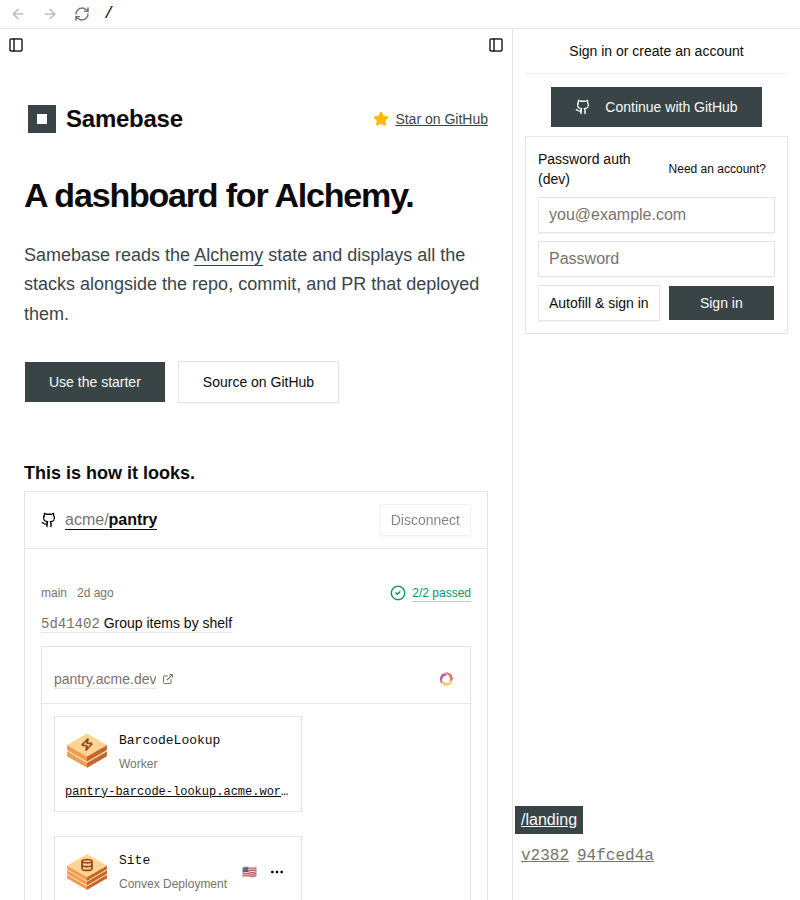 /
Samebase
Star on GitHub
A dashboard for Alchemy.
Samebase reads the Alchemy state and displays all the
stacks alongside the repo, commit, and PR that deployed
them.
Use the starter
Source on GitHub
This is how it looks.
acme/pantry
Disconnect
main 2d ago
2/2 passed
5d41402 Group items by shelf
pantry.acme.dev
BarcodeLookup
Worker
pantry-barcode-lookup.acme.wor…
Site
Convex Deployment
Sign in or create an account
Continue with GitHub
Password auth
(dev)
Need an account?
you@example.com
Password
Autofill & sign in
Sign in
/landing
v2382 94fced4a